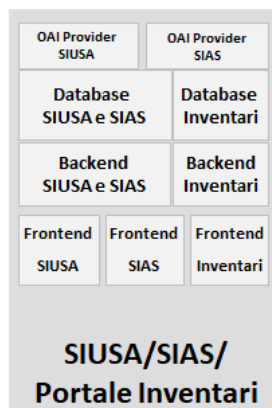 OAI Provider
SIUSA
OAI Provider
SIAS
Database
SIUSA e SIAS
Database
Inventari
Backend
SIUSA e SIAS
Backend
Inventari
Frontend
SIUSA
Frontend
SIAS
Frontend
Inventari
SIUSA/SIAS/
Portale Inventari